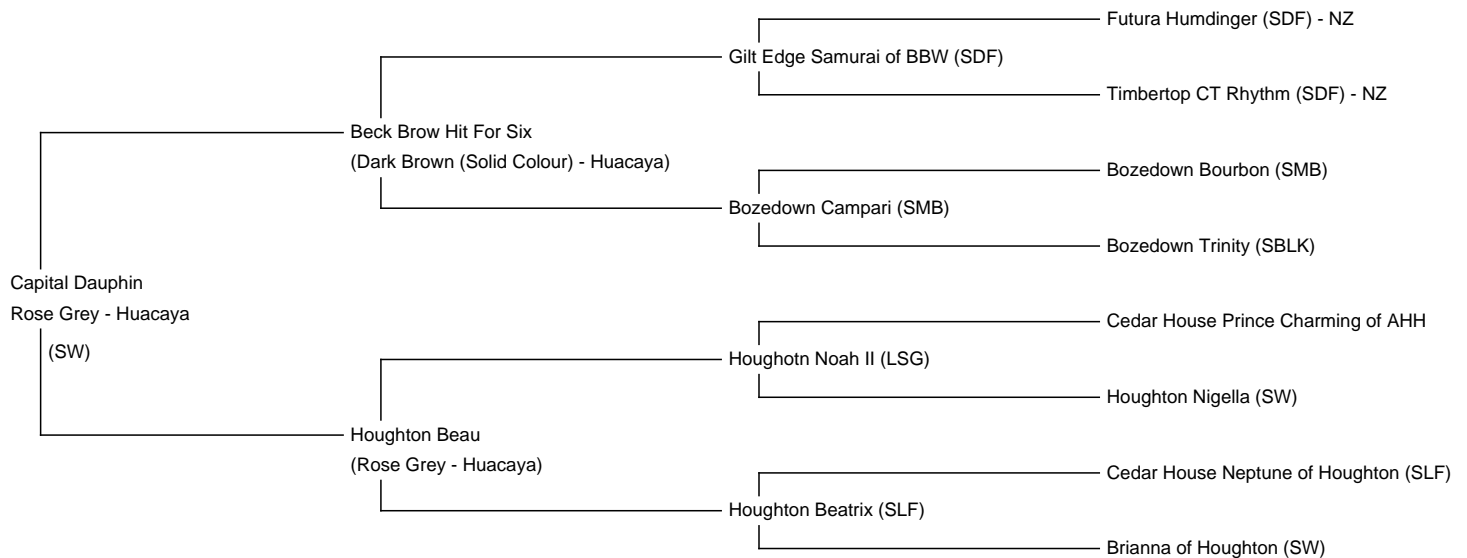 Futura Humdinger (SDF) - NZ
Gilt Edge Samurai of BBW (SDF)
Timbertop CT Rhythm (SDF) - NZ
Beck Brow Hit For Six
(Dark Brown (Solid Colour) - Huacaya)
Bozedown Bourbon (SMB)
Bozedown Campari (SMB)
Bozedown Trinity (SBLK)
Capital Dauphin
Rose Grey - Huacaya
(SW)
Cedar House Prince Charming of AHH
Houghotn Noah II (LSG)
Houghton Nigella (SW)
Houghton Beau
(Rose Grey - Huacaya)
Cedar House Neptune of Houghton (SLF)
Houghton Beatrix (SLF)
Brianna of Houghton (SW)